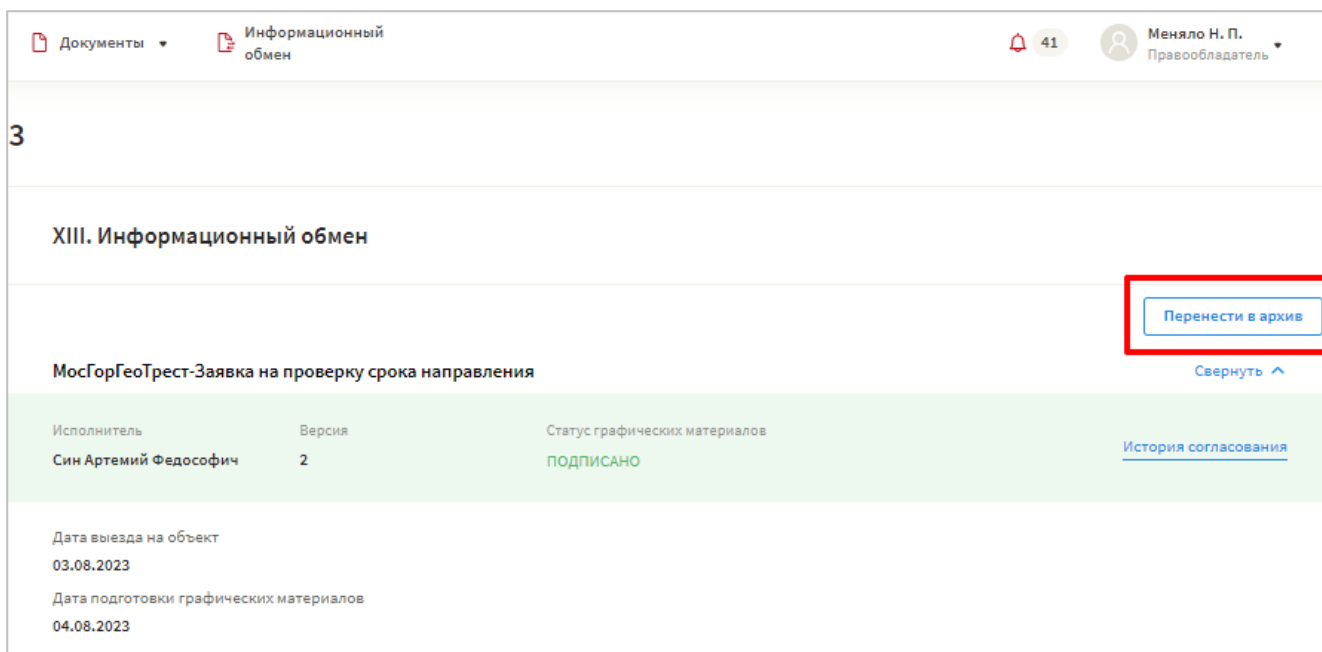 Документы
Информационный
обмен
41
Меняло Н. П.
Правообладатель
3
XIII. Информационный обмен
Перенести в архив
МосГорГеоТрест-Заявка на проверку срока направления
Свернуть
Исполнитель
Версия
Статус графических материалов
Син Артемий Федософич
2
ПОДПИСАНО
История согласования
Дата выезда на объект
03.08.2023
Дата подготовки графических материалов
04.08.2023